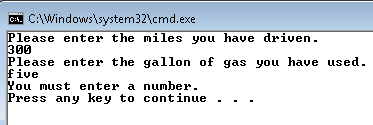 C:\Windows\system32\cmd.exe
Please enter the miles you have driven.
300
Please enter the gallon of gas you have used.
five
You must enter a number.
Press any key to continue . . .